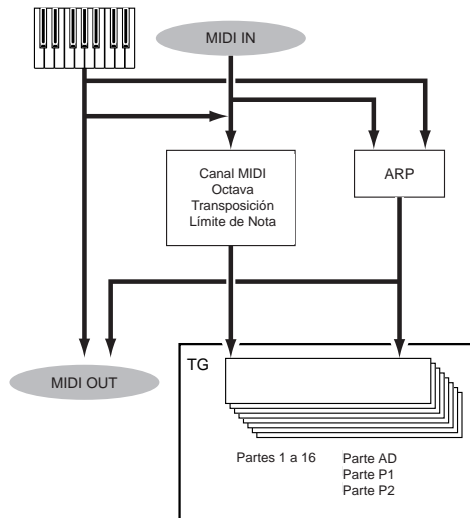 MIDI IN
Canal MIDI
Octava
Transposición
Límite de Nota
ARP
MIDI OUT
TG
Partes 1 a 16
Parte AD
Parte P1
Parte P2